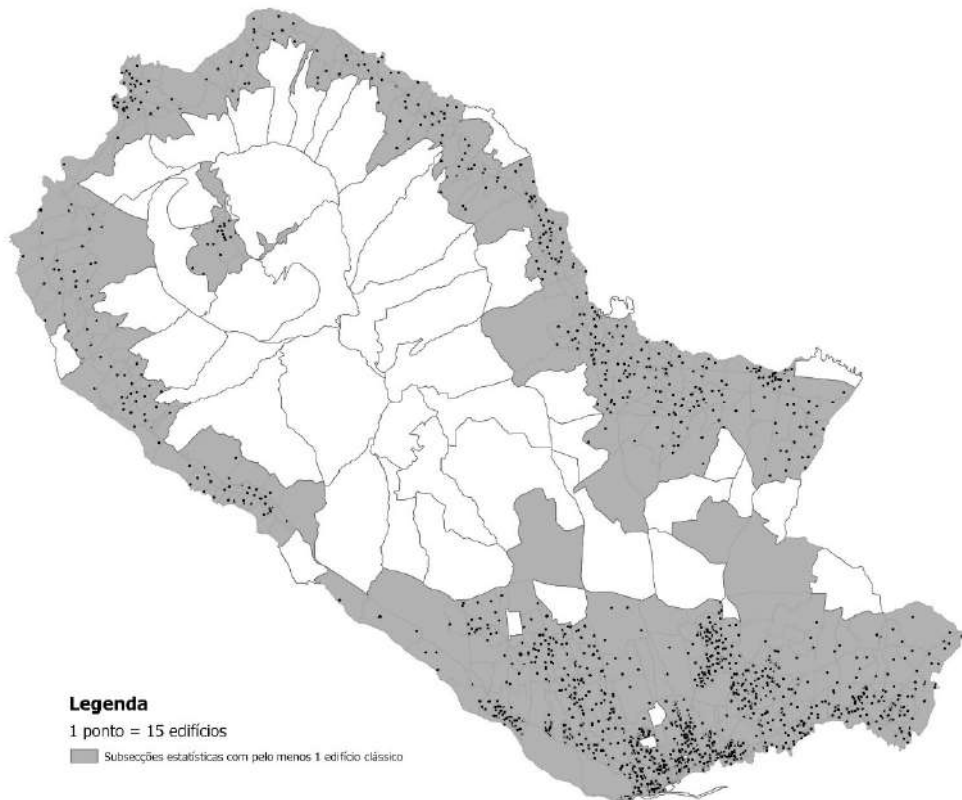 Legenda
1 ponto = 15 edifícios
Subsecções estatísticas com pelo menos 1 edifício clássico